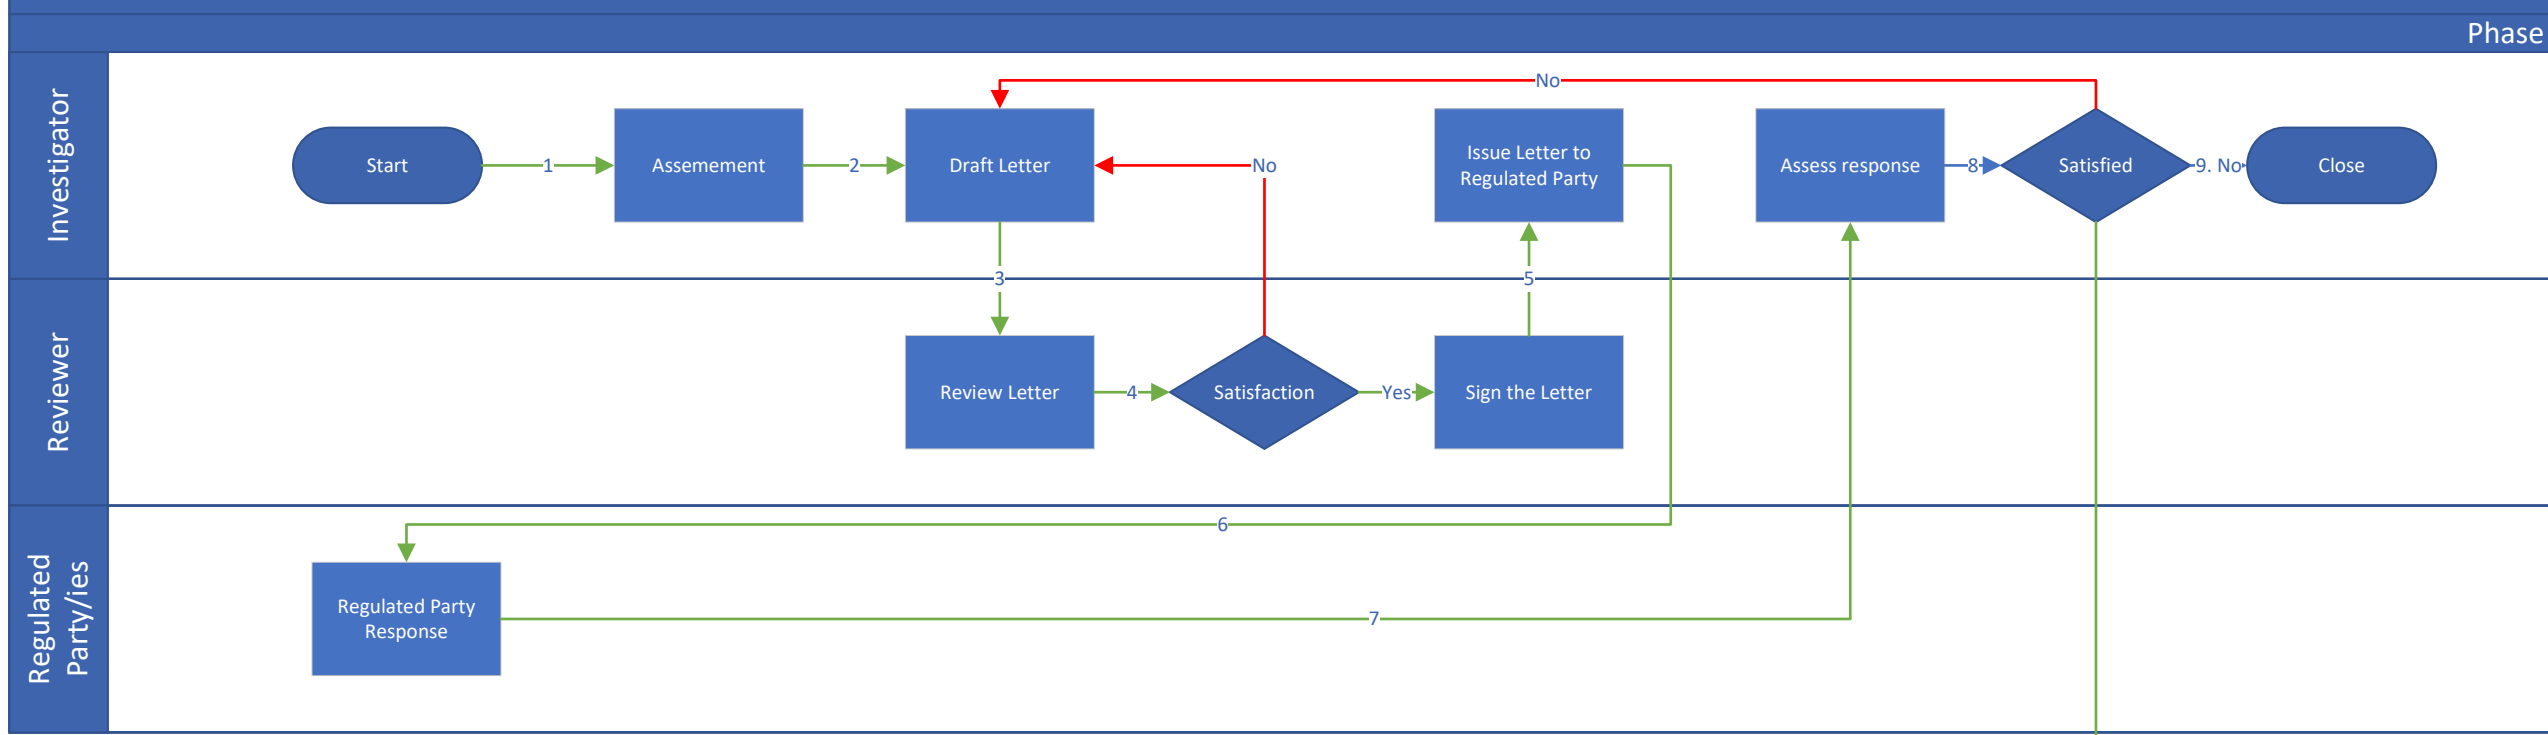 Phase
Investigator
No
Start
1
Assemement
2
Draft Letter
No
Issue Letter to
Regulated Party
Assess response
8
Satisfied
9. No
Close
3
5
Reviewer
Review Letter
4
Satisfaction
Yes
Sign the Letter
Regulated
Party/ies
6
Regulated Party
Response
7